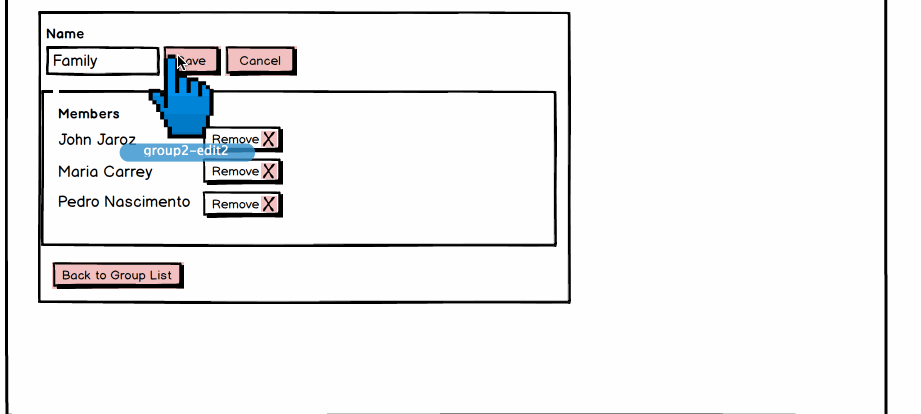 Name
Family
ave Cancel
Members
John Jaroz Remove X
group2-edit2
Maria Carrey Remove X
Pedro Nascimento Remove X
Back to Group List